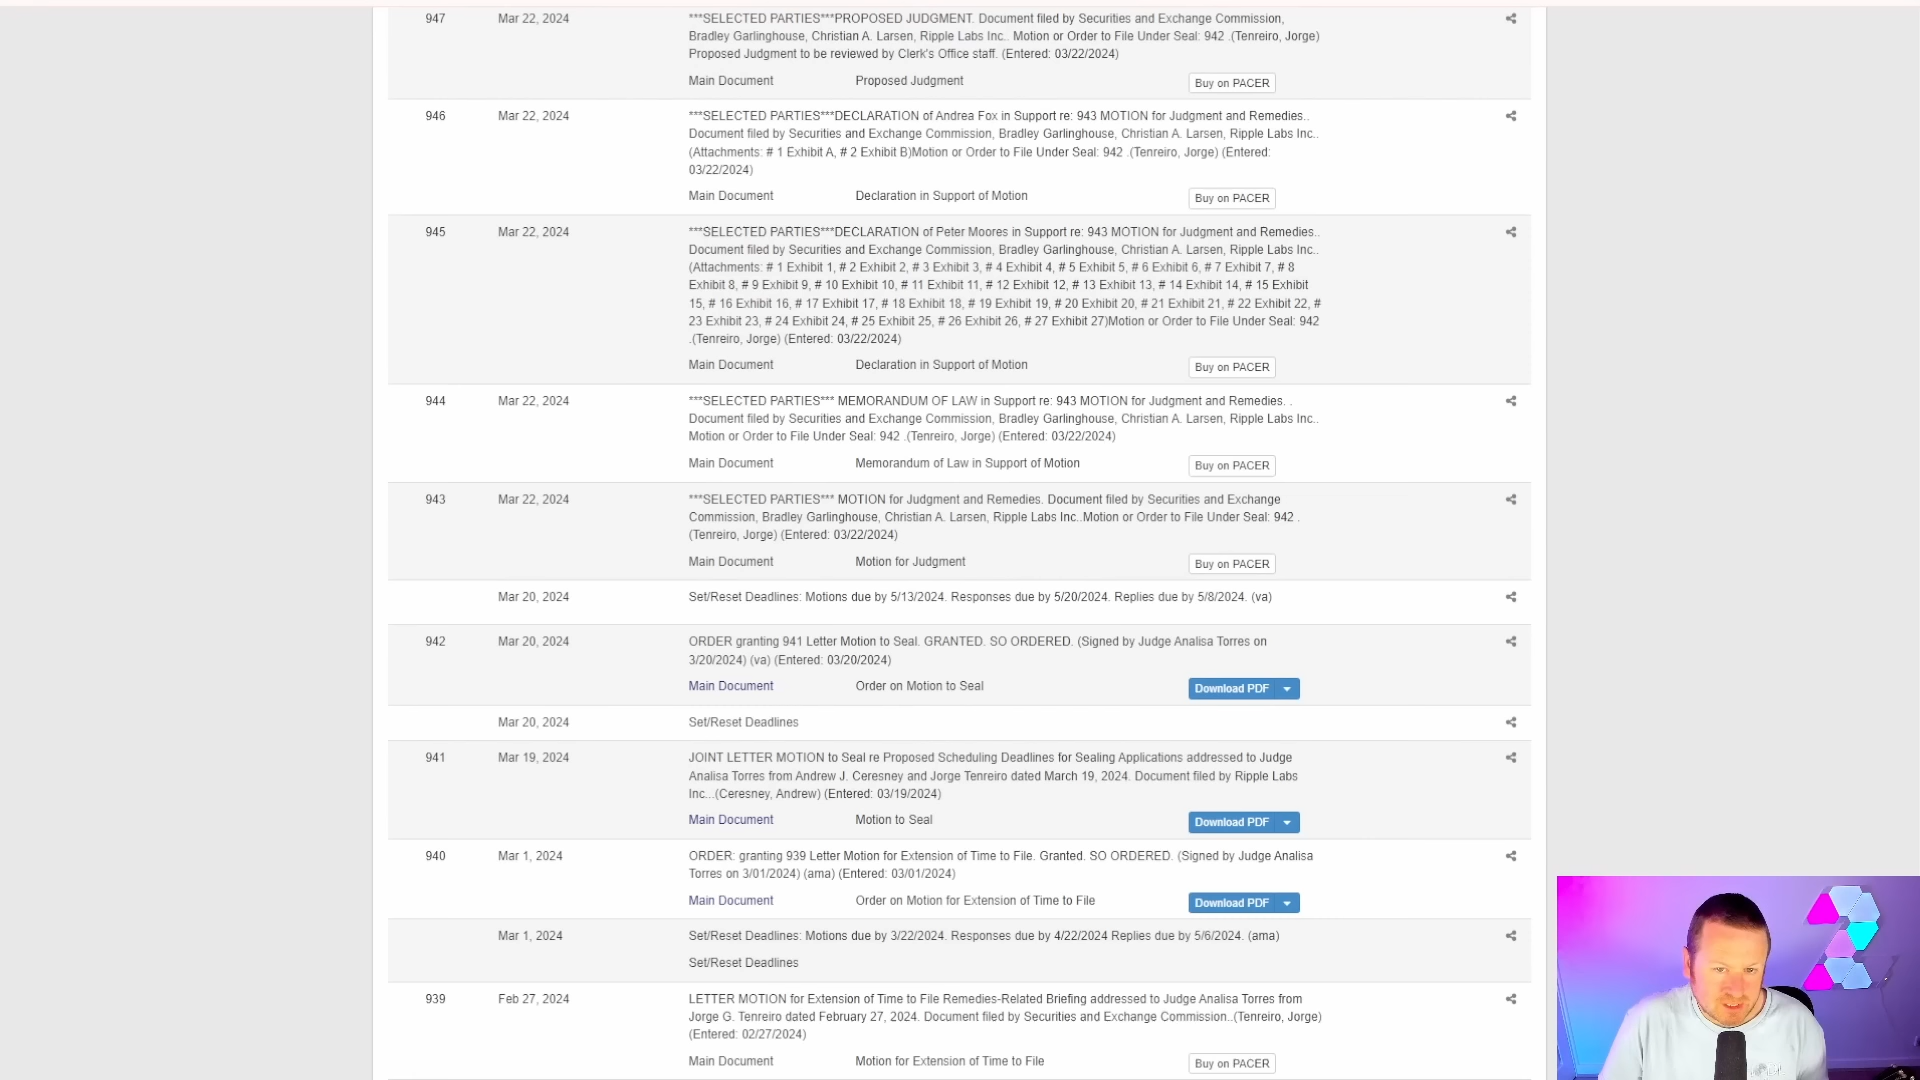 947 Mar 22, 2024 ***SELECTED PARTIES***PROPOSED JUDGMENT. Document filed by Securities and Exchange Commission,
Bradley Garlinghouse, Christian A. Larsen, Ripple Labs Inc.. Motion or Order to File Under Seal: 942 .(Tenreiro, Jorge)
Proposed Judgment to be reviewed by Clerk's Office staff. (Entered: 03/22/2024)
Main Document Proposed Judgment Buy on PACER
946 Mar 22, 2024 ***SELECTED PARTIES***DECLARATION of Andrea Fox in Support re: 943 MOTION for Judgment and Remedies..
Document filed by Securities and Exchange Commission, Bradley Garlinghouse, Christian A. Larsen, Ripple Labs Inc..
(Attachments: # 1 Exhibit A, # 2 Exhibit B)Motion or Order to File Under Seal: 942 .(Tenreiro, Jorge) (Entered:
03/22/2024)
Main Document Declaration in Support of Motion Buy on PACER
945 Mar 22, 2024 ***SELECTED PARTIES***DECLARATION of Peter Moores in Support re: 943 MOTION for Judgment and Remedies..
Document filed by Securities and Exchange Commission, Bradley Garlinghouse, Christian A. Larsen, Ripple Labs Inc..
(Attachments: # 1 Exhibit 1, # 2 Exhibit 2, # 3 Exhibit 3, # 4 Exhibit 4, # 5 Exhibit 5, # 6 Exhibit 6, # 7 Exhibit 7, # 8
Exhibit 8, # 9 Exhibit 9, # 10 Exhibit 10, # 11 Exhibit 11, # 12 Exhibit 12, # 13 Exhibit 13, # 14 Exhibit 14, # 15 Exhibit
15, # 16 Exhibit 16, # 17 Exhibit 17, # 18 Exhibit 18, # 19 Exhibit 19, # 20 Exhibit 20, # 21 Exhibit 21, # 22 Exhibit 22, #
23 Exhibit 23, # 24 Exhibit 24, # 25 Exhibit 25, # 26 Exhibit 26, # 27 Exhibit 27)Motion or Order to File Under Seal: 942
.(Tenreiro, Jorge) (Entered: 03/22/2024)
Main Document Declaration in Support of Motion Buy on PACER
944 Mar 22, 2024 ***SELECTED PARTIES*** MEMORANDUM OF LAW in Support re: 943 MOTION for Judgment and Remedies. .
Document filed by Securities and Exchange Commission, Bradley Garlinghouse, Christian A. Larsen, Ripple Labs Inc..
Motion or Order to File Under Seal: 942 .(Tenreiro, Jorge) (Entered: 03/22/2024)
Main Document Memorandum of Law in Support of Motion Buy on PACER
943 Mar 22, 2024 ***SELECTED PARTIES*** MOTION for Judgment and Remedies. Document filed by Securities and Exchange
Commission, Bradley Garlinghouse, Christian A. Larsen, Ripple Labs Inc..Motion or Order to File Under Seal: 942 .
(Tenreiro, Jorge) (Entered: 03/22/2024)
Main Document Motion for Judgment Buy on PACER
Mar 20, 2024 Set/Reset Deadlines: Motions due by 5/13/2024. Responses due by 5/20/2024. Replies due by 5/8/2024. (va)
942 Mar 20, 2024 ORDER granting 941 Letter Motion to Seal. GRANTED. SO ORDERED. (Signed by Judge Analisa Torres on
3/20/2024) (va) (Entered: 03/20/2024)
Main Document Order on Motion to Seal Download PDF
Mar 20, 2024 Set/Reset Deadlines
941 Mar 19, 2024 JOINT LETTER MOTION to Seal re Proposed Scheduling Deadlines for Sealing Applications addressed to Judge
Analisa Torres from Andrew J. Ceresney and Jorge Tenreiro dated March 19, 2024. Document filed by Ripple Labs
Inc...(Ceresney, Andrew) (Entered: 03/19/2024)
Main Document Motion to Seal Download PDF
940 Mar 1, 2024 ORDER: granting 939 Letter Motion for Extension of Time to File. Granted. SO ORDERED. (Signed by Judge Analisa
Torres on 3/01/2024) (ama) (Entered: 03/01/2024)
Main Document Order on Motion for Extension of Time to File Download PDF
Mar 1, 2024 Set/Reset Deadlines: Motions due by 3/22/2024. Responses due by 4/22/2024 Replies due by 5/6/2024. (ama)
Set/Reset Deadlines
939 Feb 27, 2024 LETTER MOTION for Extension of Time to File Remedies-Related Briefing addressed to Judge Analisa Torres from
Jorge G. Tenreiro dated February 27, 2024. Document filed by Securities and Exchange Commission..(Tenreiro, Jorge)
(Entered: 02/27/2024)
Main Document Motion for Extension of Time to File Buy on PACER